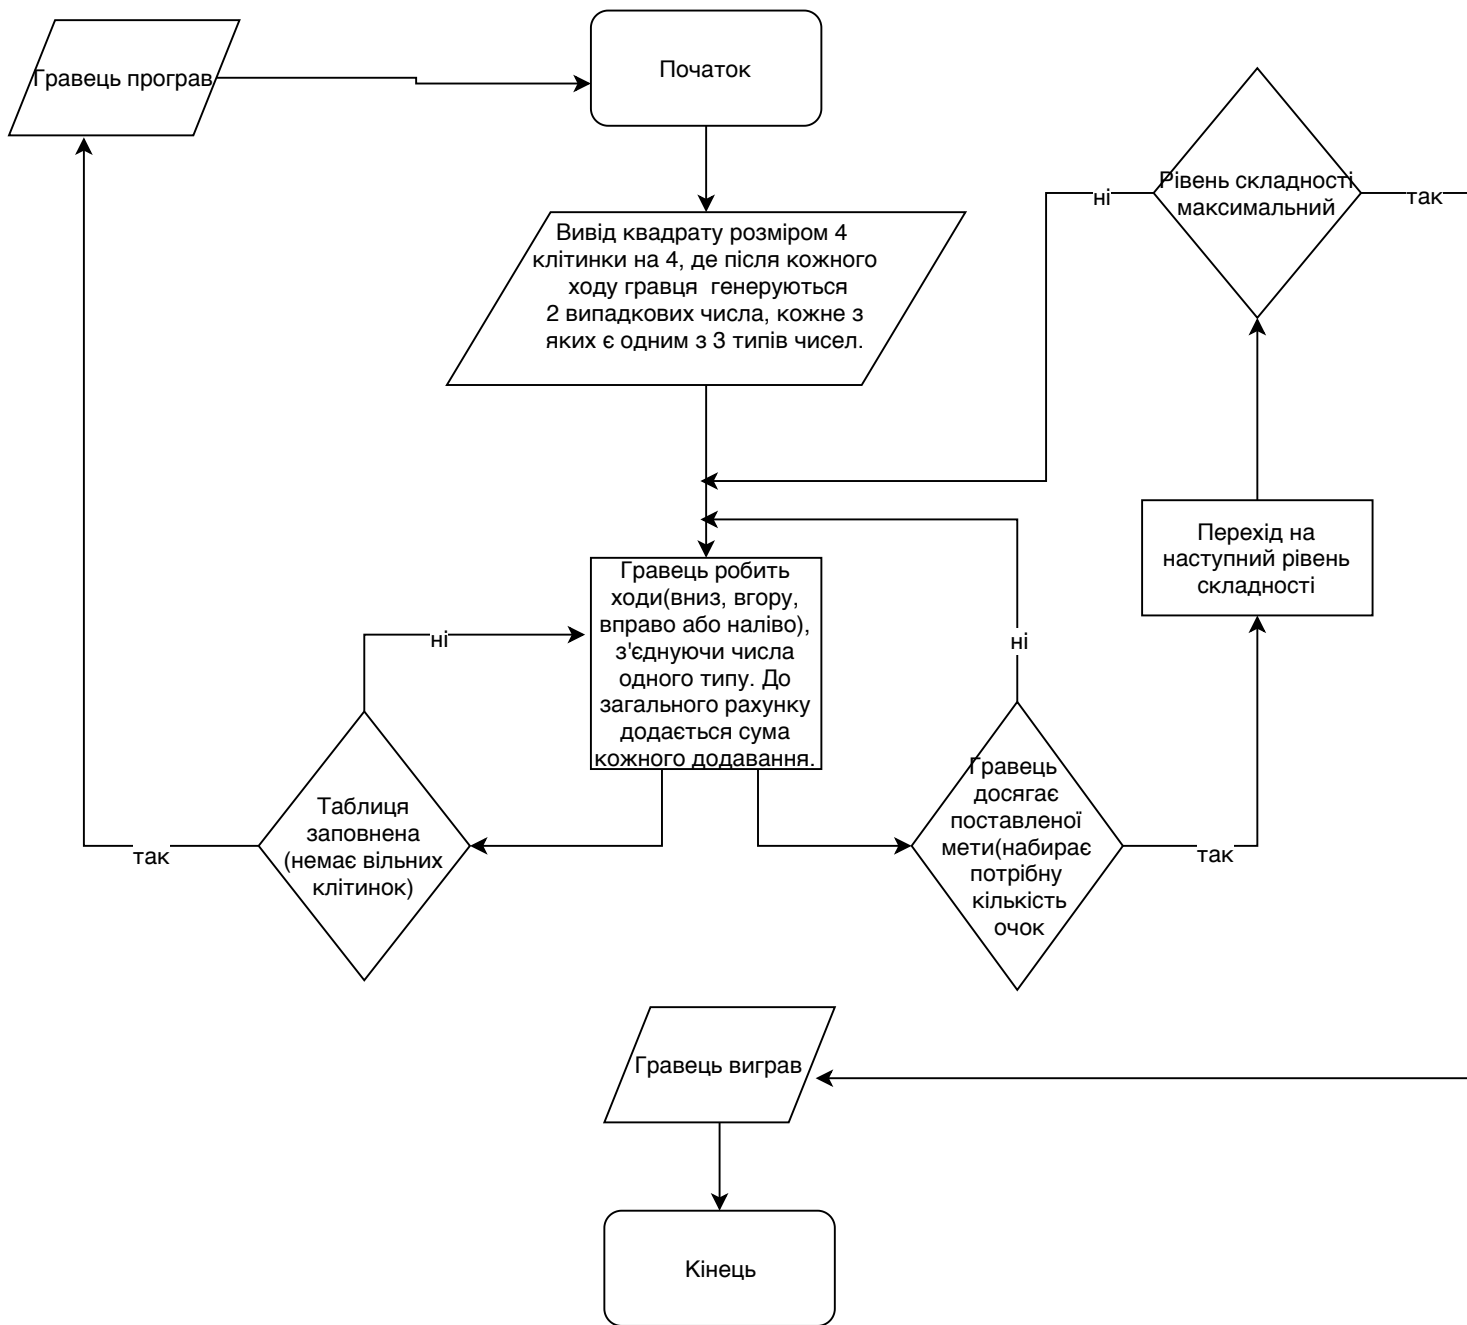 Гравець програв
Початок
Рівень складності
максимальний
ні
так
Вивід квадрату розміром 4
клітинки на 4, де після кожного
ходу гравця генеруються
2 випадкових числа, кожне з
яких є одним з 3 типів чисел.
Перехід на
наступний рівень
складності
Гравець робить
ходи(вниз, вгору,
вправо або наліво),
з'єднуючи числа
одного типу. До
загального рахунку
додається сума
кожного додавання.
ні
ні
Таблиця
заповнена
(немає вільних
клітинок)
так
Гравець
досягає
поставленої
мети(набирає
потрібну
кількість
очок
так
Гравець виграв
Кінець